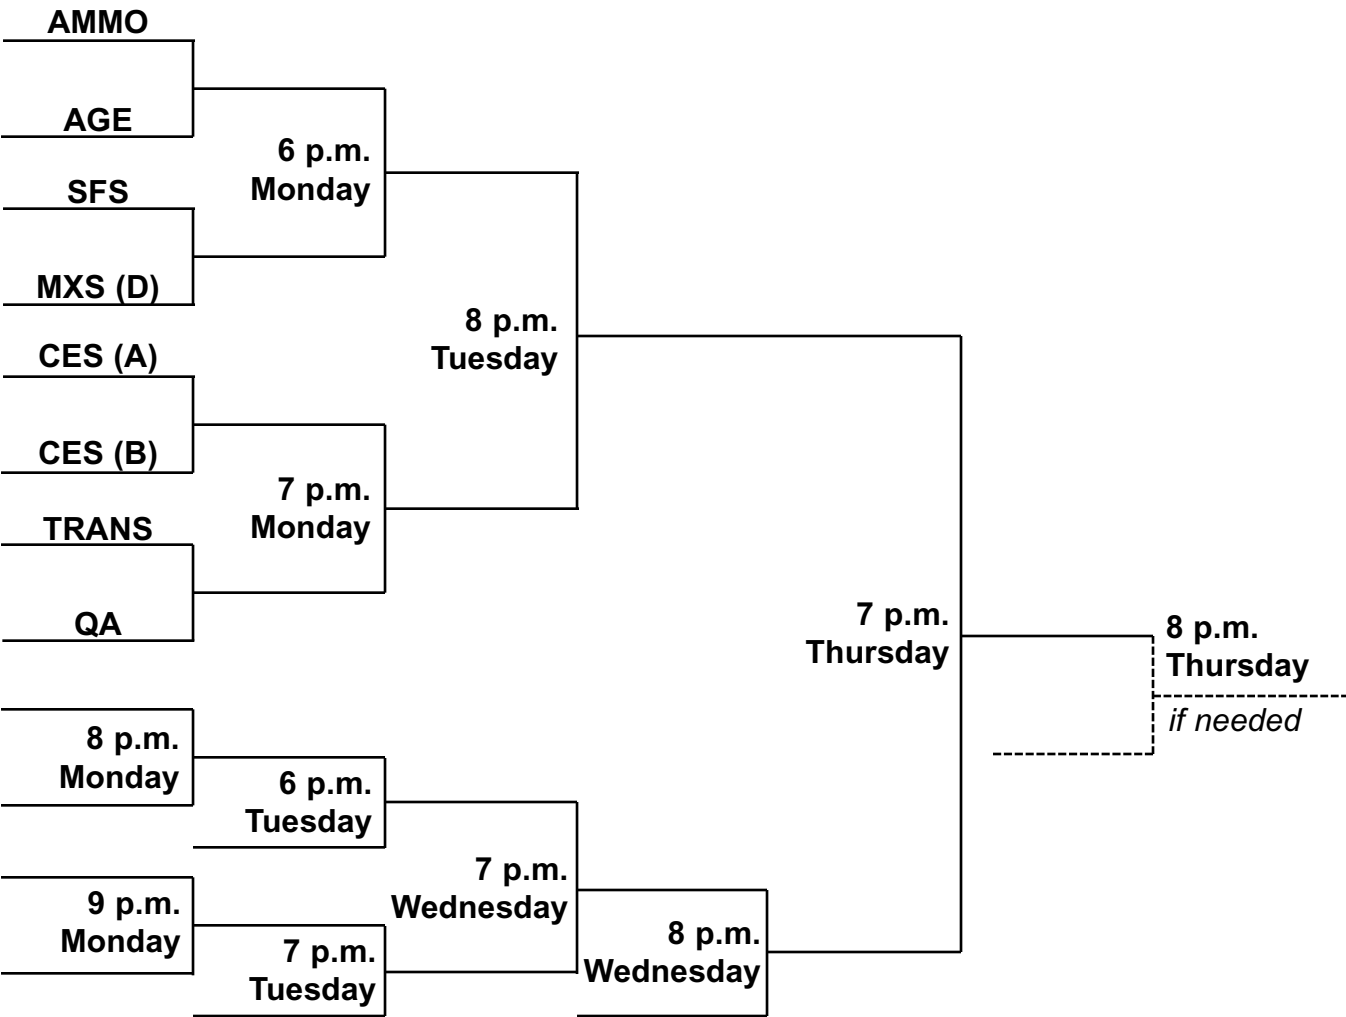 AMMO
AGE
6 p.m.
Monday
SFS
MXS (D)
8 p.m.
Tuesday
CES (A)
CES (B)
7 p.m.
Monday
TRANS
QA
7 p.m.
Thursday
8 p.m.
Thursday
if needed
8 p.m.
Monday
6 p.m.
Tuesday
7 p.m.
Wednesday
9 p.m.
Monday
7 p.m.
Tuesday
8 p.m.
Wednesday